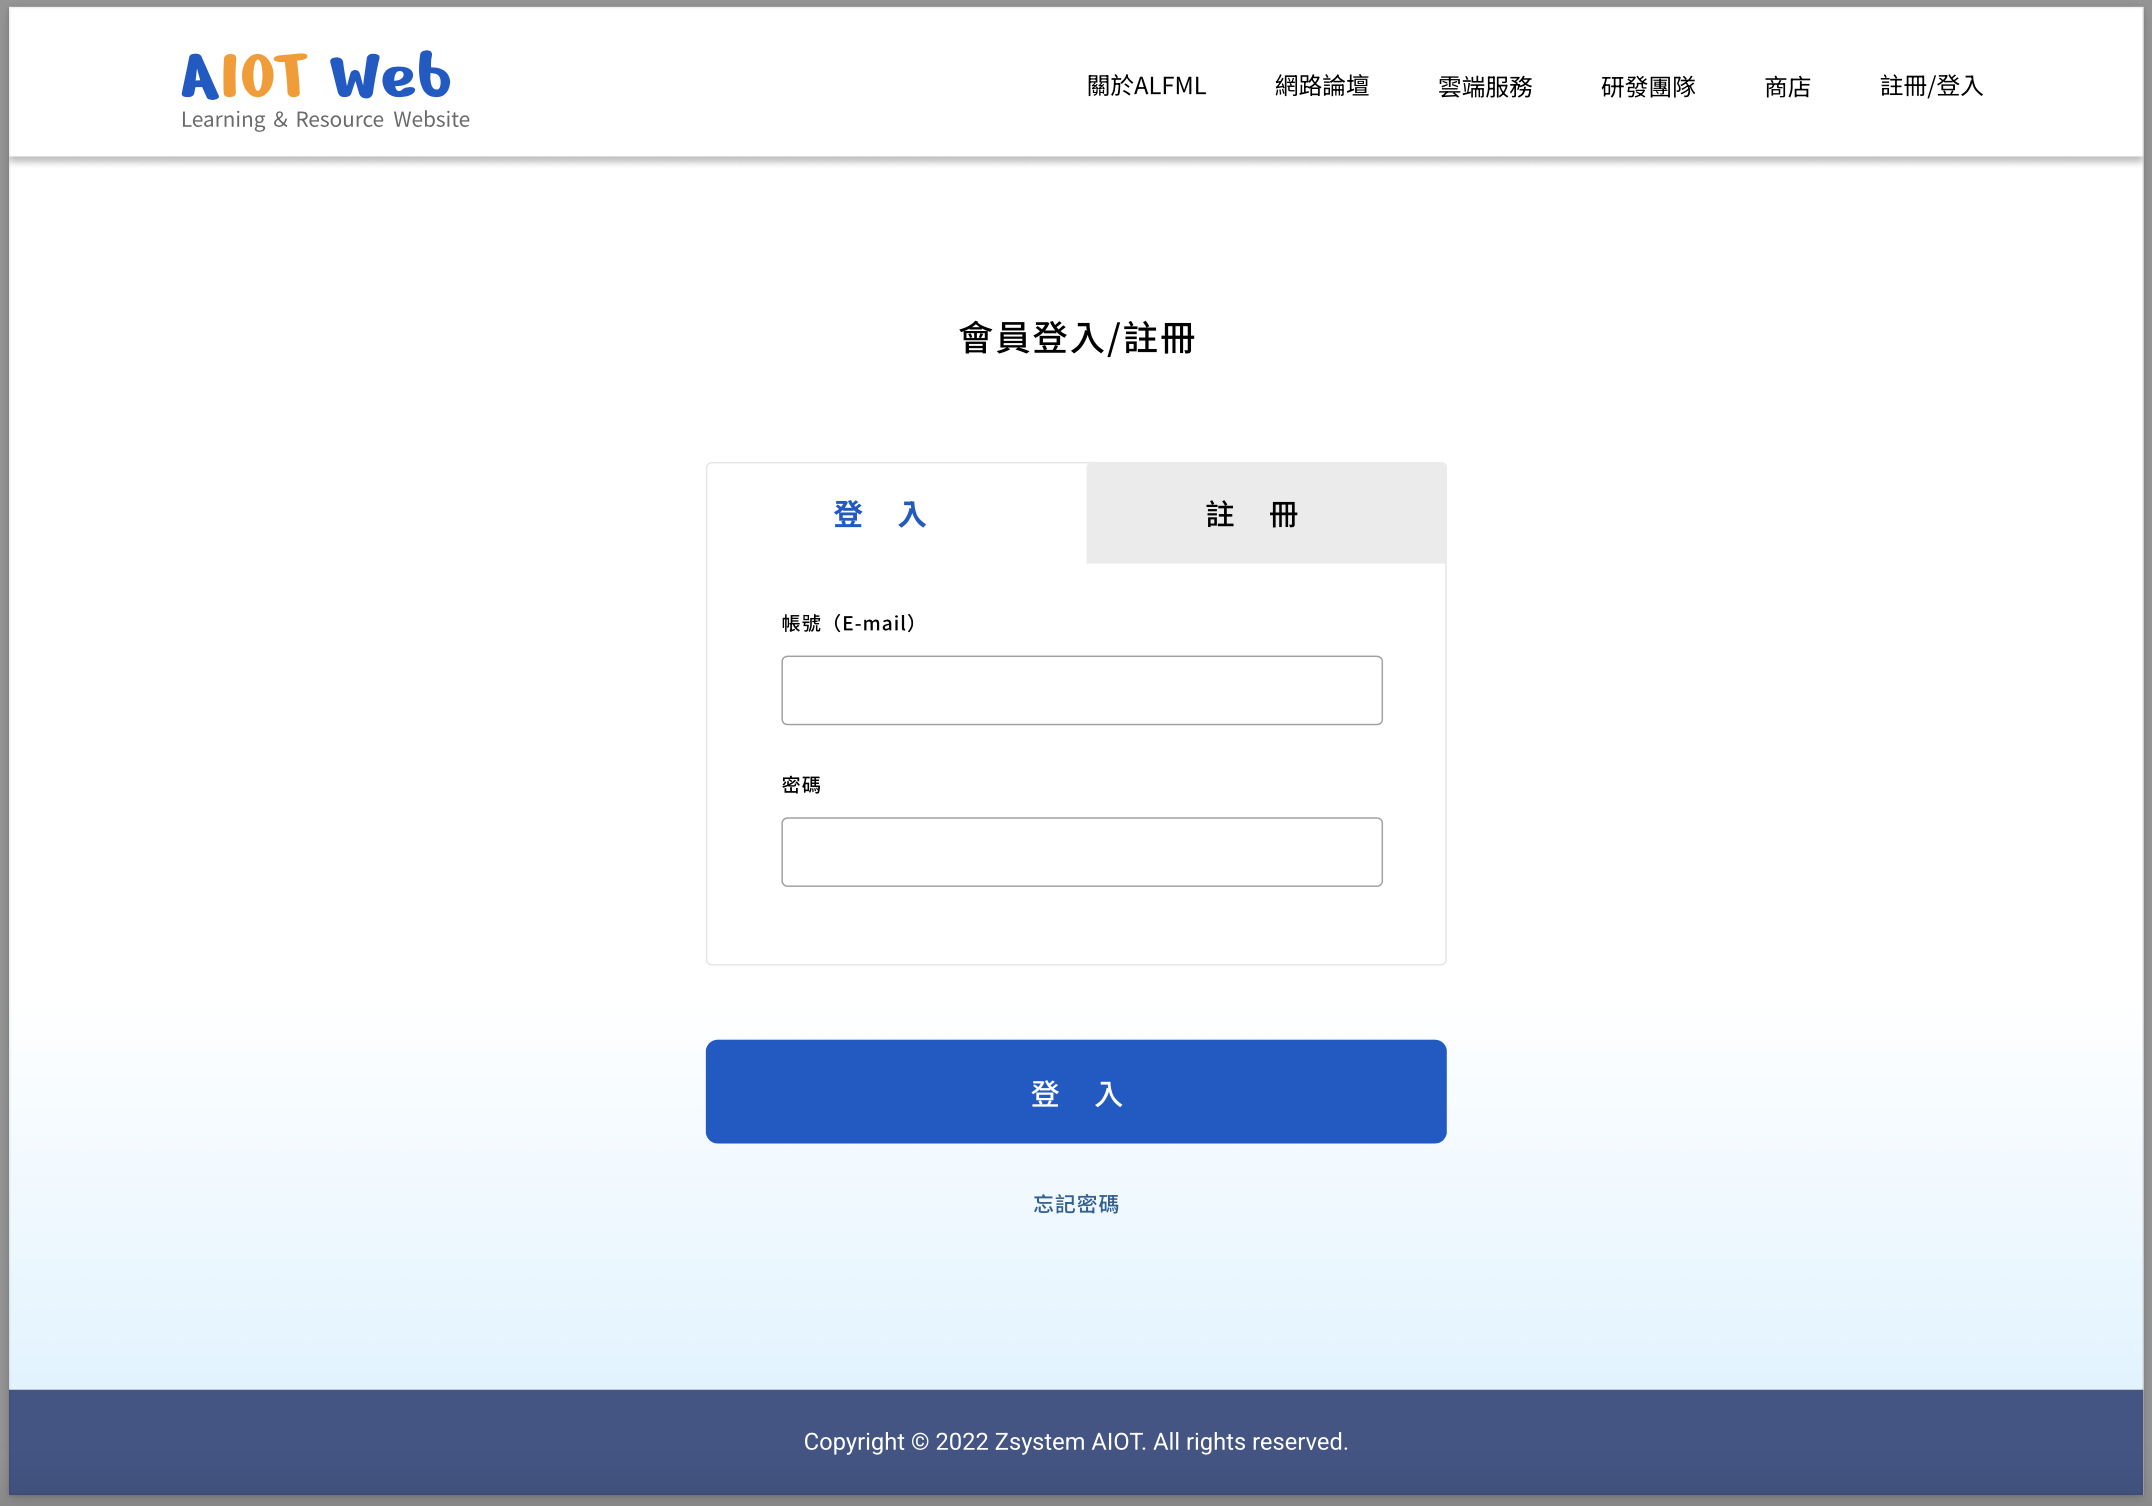 AIOT Web
Learning & Resource Website
關於ALFML
網路論壇
雲端服務
研發團隊
商店
註冊/登入
會員登入/註冊
登 入
註 冊
帳號（E-mail）
密碼
登 入
忘記密碼
Copyright © 2022 Zsystem AIOT. All rights reserved.